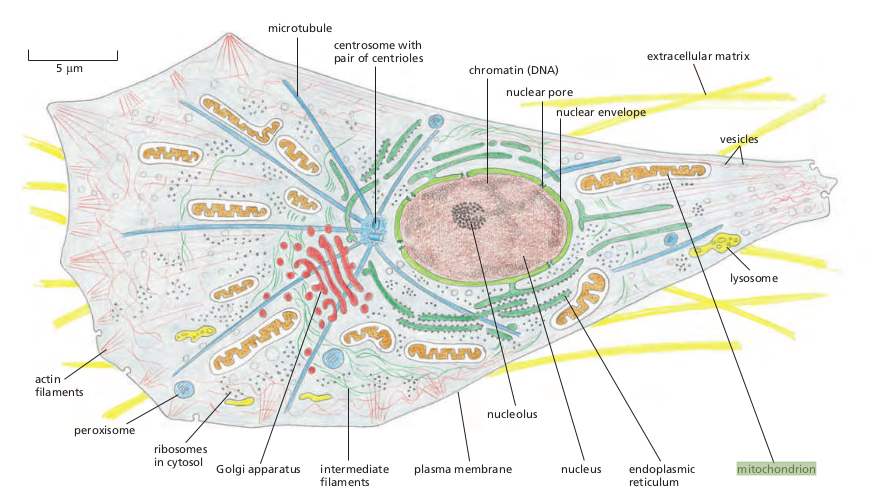 microtubule
centrosome with
pair of centrioles
5 µm
extracellular matrix
chromatin (DNA)
nuclear pore
nuclear envelope
vesicles
lysosome
actin
filaments
peroxisome
ribosomes
in cytosol
Golgi apparatus
intermediate
filaments
plasma membrane
nucleolus
nucleus
endoplasmic
reticulum
mitochondrion